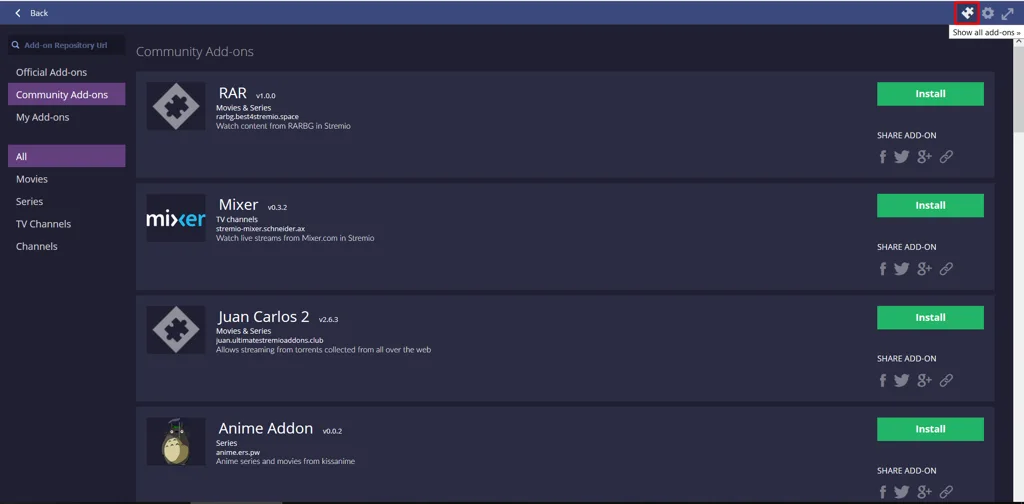 Back
Show all add-ons »
Add-on Repository Url
Official Add-ons
Community Add-ons
My Add-ons
All
Movies
Series
TV Channels
Channels
Community Add-ons
RAR v1.0.0
Movies & Series
rarbg.best4stremio.space
Watch content from RARBG in Stremio
Install
SHARE ADD-ON
mixer
Mixer v0.3.2
TV channels
stremio-mixer.schneider.ax
Watch live streams from Mixer.com in Stremio
Install
SHARE ADD-ON
Juan Carlos 2 v2.6.3
Movies & Series
juan.ultimatestremioaddons.club
Allows streaming from torrents collected from all over the web
Install
SHARE ADD-ON
Anime Addon v0.0.2
Series
anime.ers.pw
Anime series and movies from kissanime
Install
SHARE ADD-ON